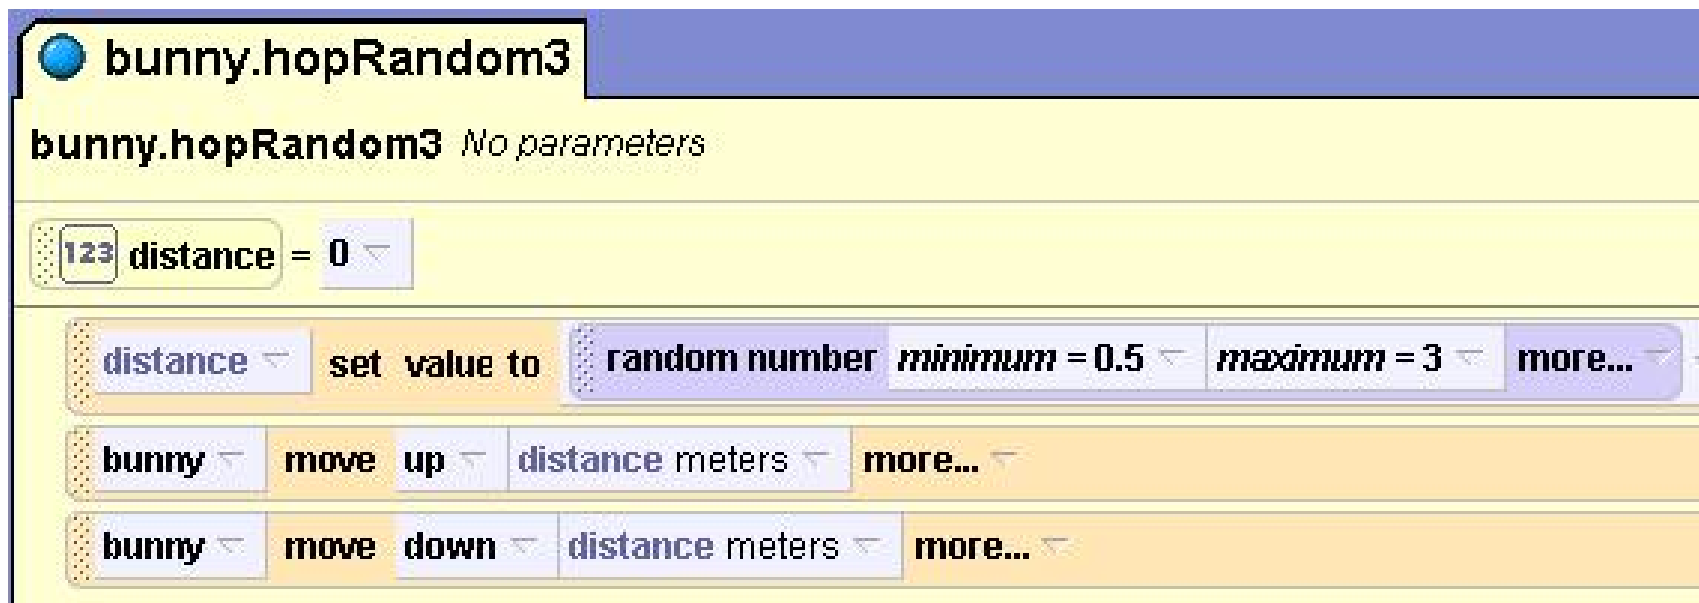 bunny.hopRandom3
bunny.hopRandom3 No parameters
123 distance = 0
distance set value to random number minimum = 0.5 maximum = 3 more...
bunny move up distance meters more...
bunny move down distance meters more...